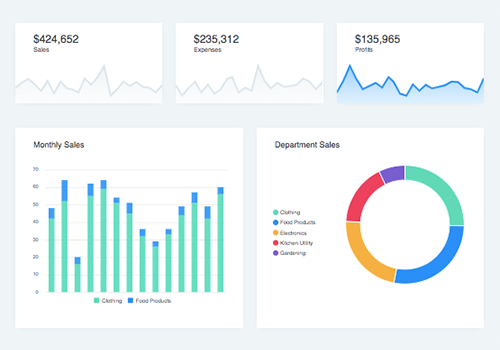 $424,652
Sales
$235,312
Expenses
$135,965
Profits
Monthly Sales
70
60
50
40
30
20
10
0
Clothing
Food Products
Department Sales
Clothing
Food Products
Electronics
Kitchen Utility
Gardening